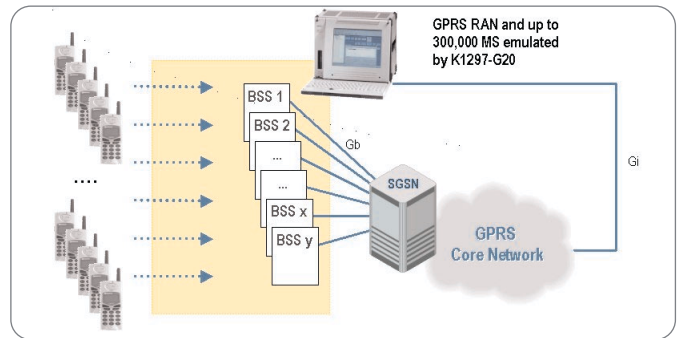 GPRS RAN and up to
300,000 MS emulated
by K1297-G20
BSS 1
BSS 2
...
...
BSS x
BSS y
Gb
SGSN
Gi
GPRS
Core Network
....